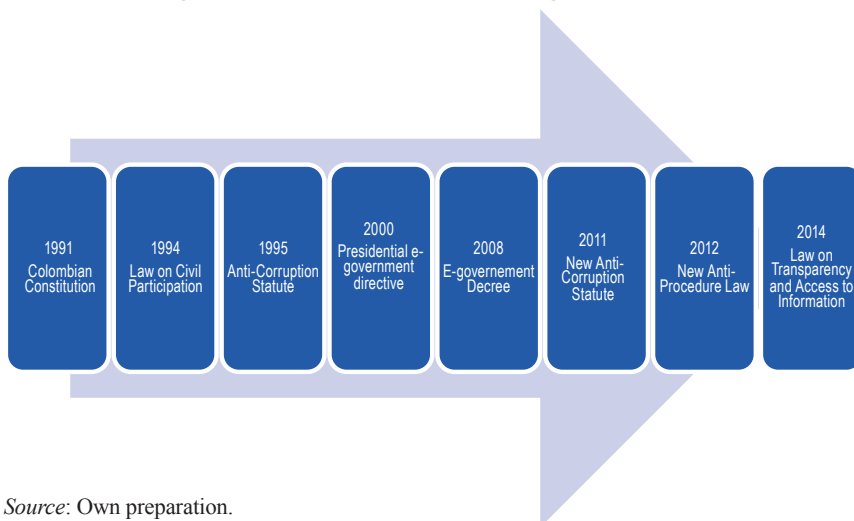 1991
Colombian
Constitution
1994
Law on Civil
Participation
1995
Anti-Corruption
Statute
2000
Presidential e-
government
directive
2008
E-governement
Decree
2011
New Anti-
Corruption
Statute
2012
New Anti-
Procedure Law
2014
Law on
Transparency
and Access to
Information
Source: Own preparation.